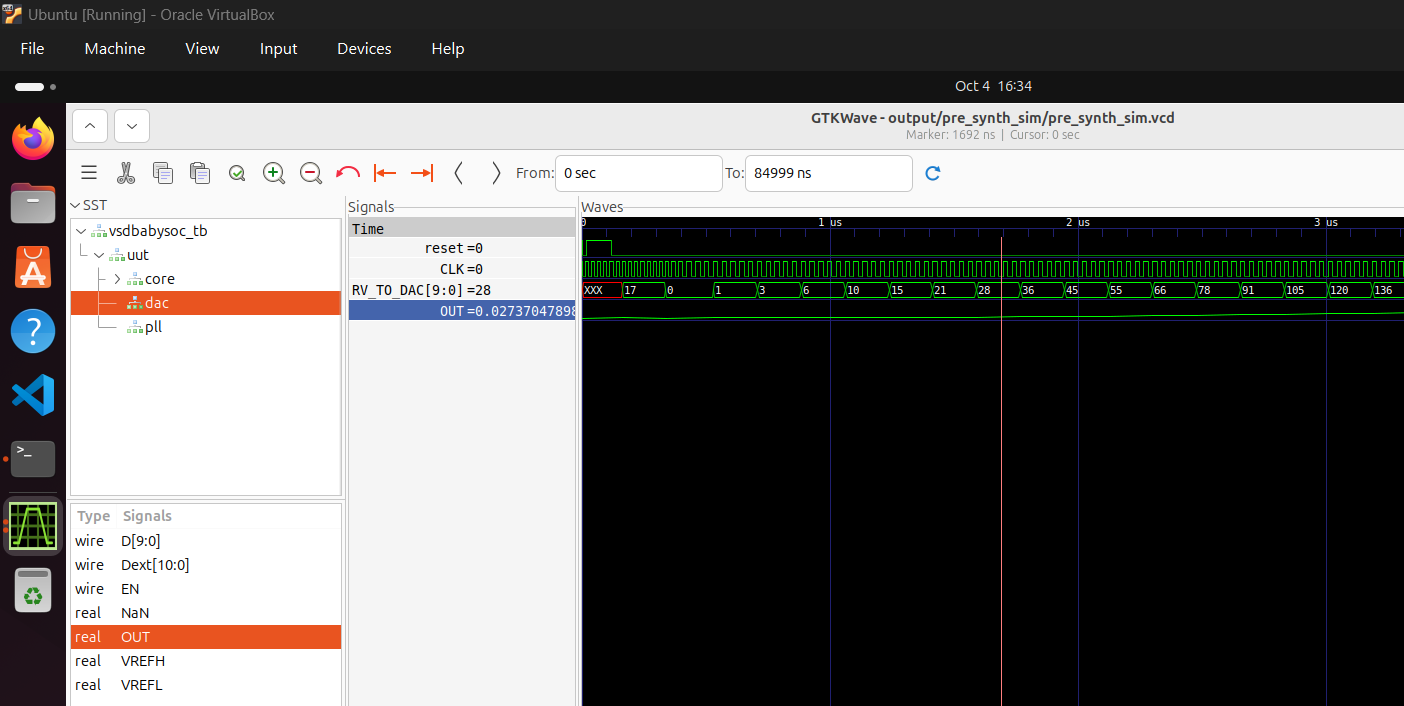 Ubuntu [Running] - Oracle VirtualBox
File Machine View Input Devices Help
Oct 4 16:34
GTKWave - output/pre_synth_sim/pre_synth_sim.vcd
Marker: 1692 ns | Cursor: 0 sec
From: 0 sec To: 84999 ns
SST
Signals
Waves
vsdbabysoc_tb
uut
core
dac
pll
Time
reset=0
CLK=0
RV_TO_DAC[9:0]=28
OUT=0.02737047898
0 1 us 2 us 3 us
XXX 17 0 1 3 6 10 15 21 28 36 45 55 66 78 91 105 120 136
Type Signals
wire D[9:0]
wire Dext[10:0]
wire EN
real NaN
real OUT
real VREFH
real VREFL